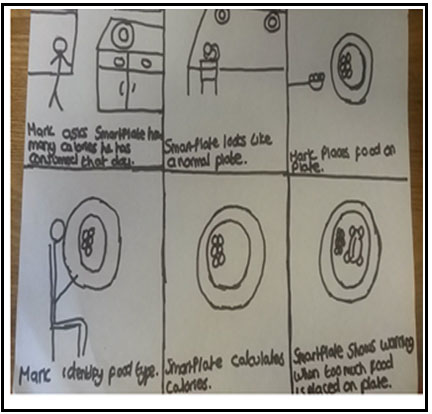 Mark asks SmartPlate how
many calories he has
consumed that day.
SmartPlate looks like
a normal plate.
Mark places food on
plate.
Mark identify food type.
SmartPlate calculates
calories.
SmartPlate shows warning
when too much food
is placed on plate.